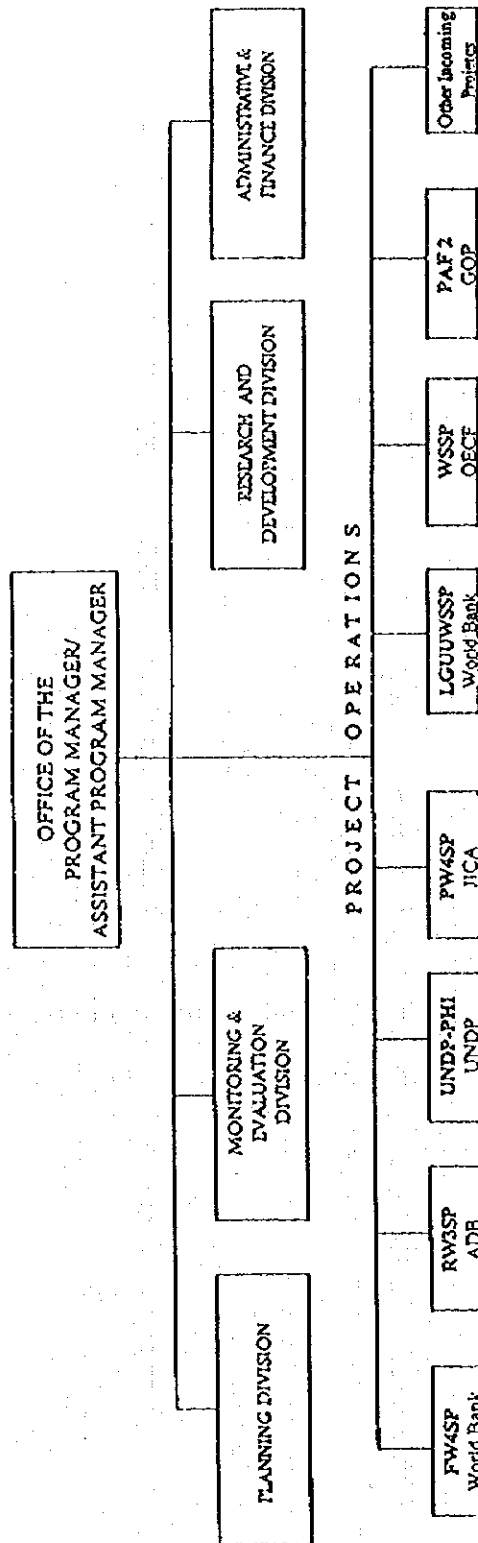 OFFICE OF THE
PROGRAM MANAGER/
ASSISTANT PROGRAM MANAGER
PLANNING DIVISION
MONITORING &
EVALUATION
DIVISION
RESEARCH AND
DEVELOPMENT DIVISION
ADMINISTRATIVE &
FINANCE DIVISION
PROJECT OPERATIONS
FW4SP
World Bank
RW3SP
ADB
UNDP-PHI
UNDP
PW4SP
JICA
LGUUWSSP
World Bank
WSSP
OECF
PAF 2
GOP
Other Incoming
Projects